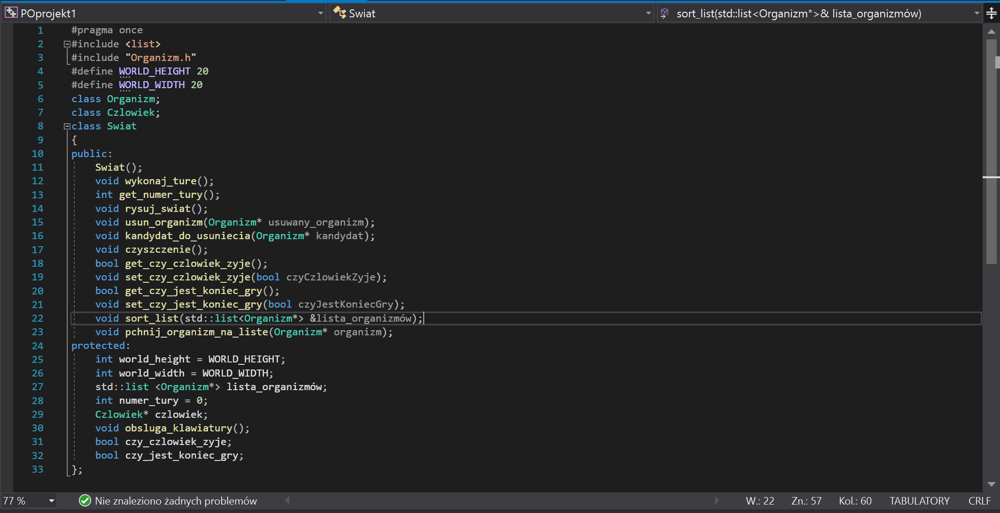 POprojekt1 Swiat sort_list(std::list<Organizm*>& lista_organizmów)
1 #pragma once
2 #include <list>
3 #include "Organizm.h"
4 #define WORLD_HEIGHT 20
5 #define WORLD_WIDTH 20
6 class Organizm;
7 class Czlowiek;
8 class Swiat
9 {
10 public:
11 Swiat();
12 void wykonaj_ture();
13 int get_numer_tury();
14 void rysuj_swiat();
15 void usun_organizm(Organizm* usuwany_organizm);
16 void kandydat_do_usuniecia(Organizm* kandydat);
17 void czyszczenie();
18 bool get_czy_czlowiek_zyje();
19 void set_czy_czlowiek_zyje(bool czyCzlowiekZyje);
20 bool get_czy_jest_koniec_gry();
21 void set_czy_jest_koniec_gry(bool czyJestKoniecGry);
22 void sort_list(std::list<Organizm*> &lista_organizmów);
23 void pchnij_organizm_na_liste(Organizm* organizm);
24 protected:
25 int world_height = WORLD_HEIGHT;
26 int world_width = WORLD_WIDTH;
27 std::list <Organizm*> lista_organizmów;
28 int numer_tury = 0;
29 Czlowiek* czlowiek;
30 void obsluga_klawiatury();
31 bool czy_czlowiek_zyje;
32 bool czy_jest_koniec_gry;
33 };
77 % Nie znaleziono żadnych problemów W.: 22 Zn.: 57 Kol.: 60 TABULATORY CRLF